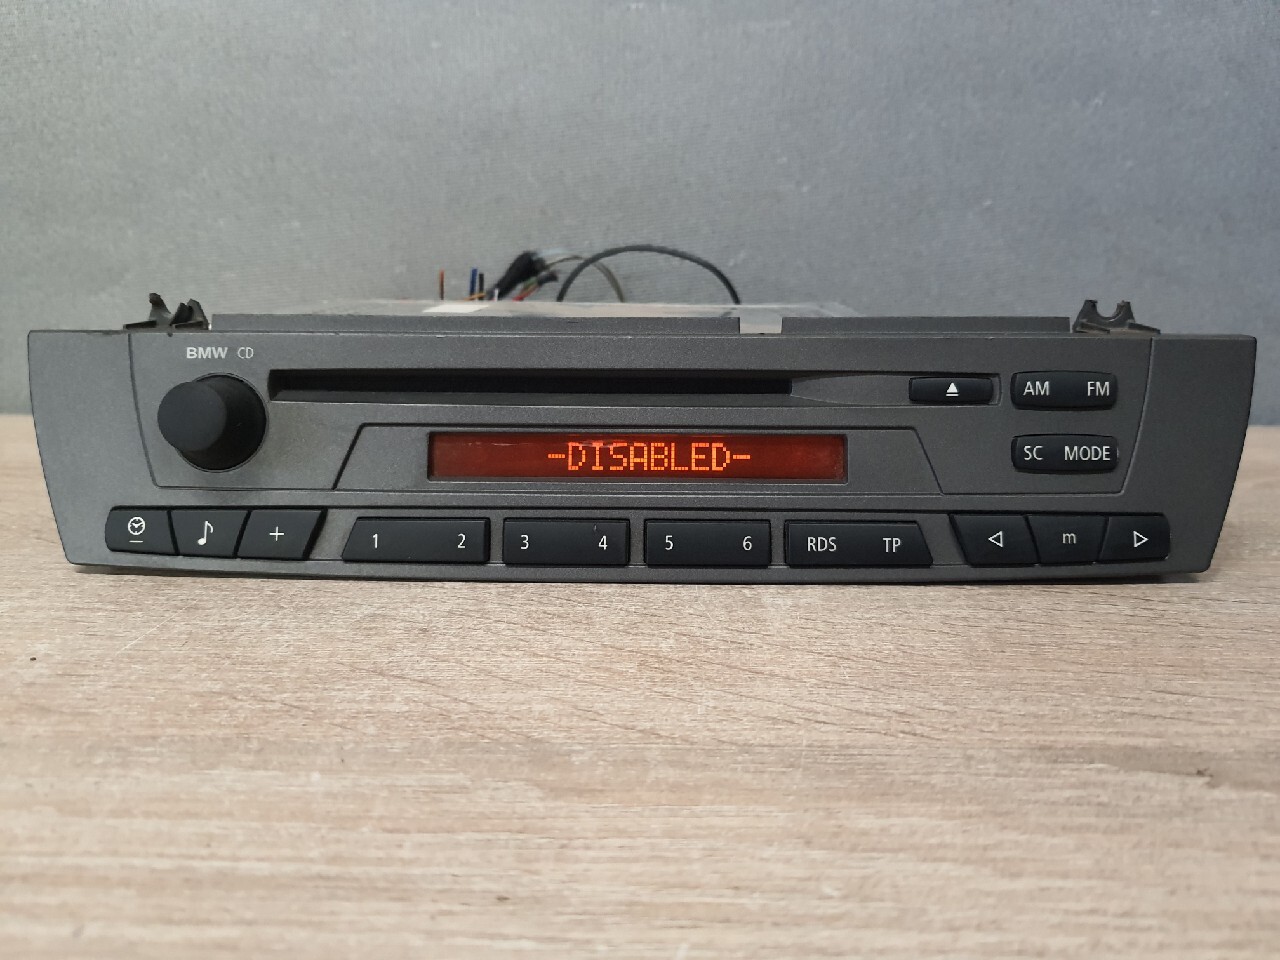 BMW CD
AM FM
-DISABLED-
SC MODE
+ 1 2 3 4 5 6 RDS TP m